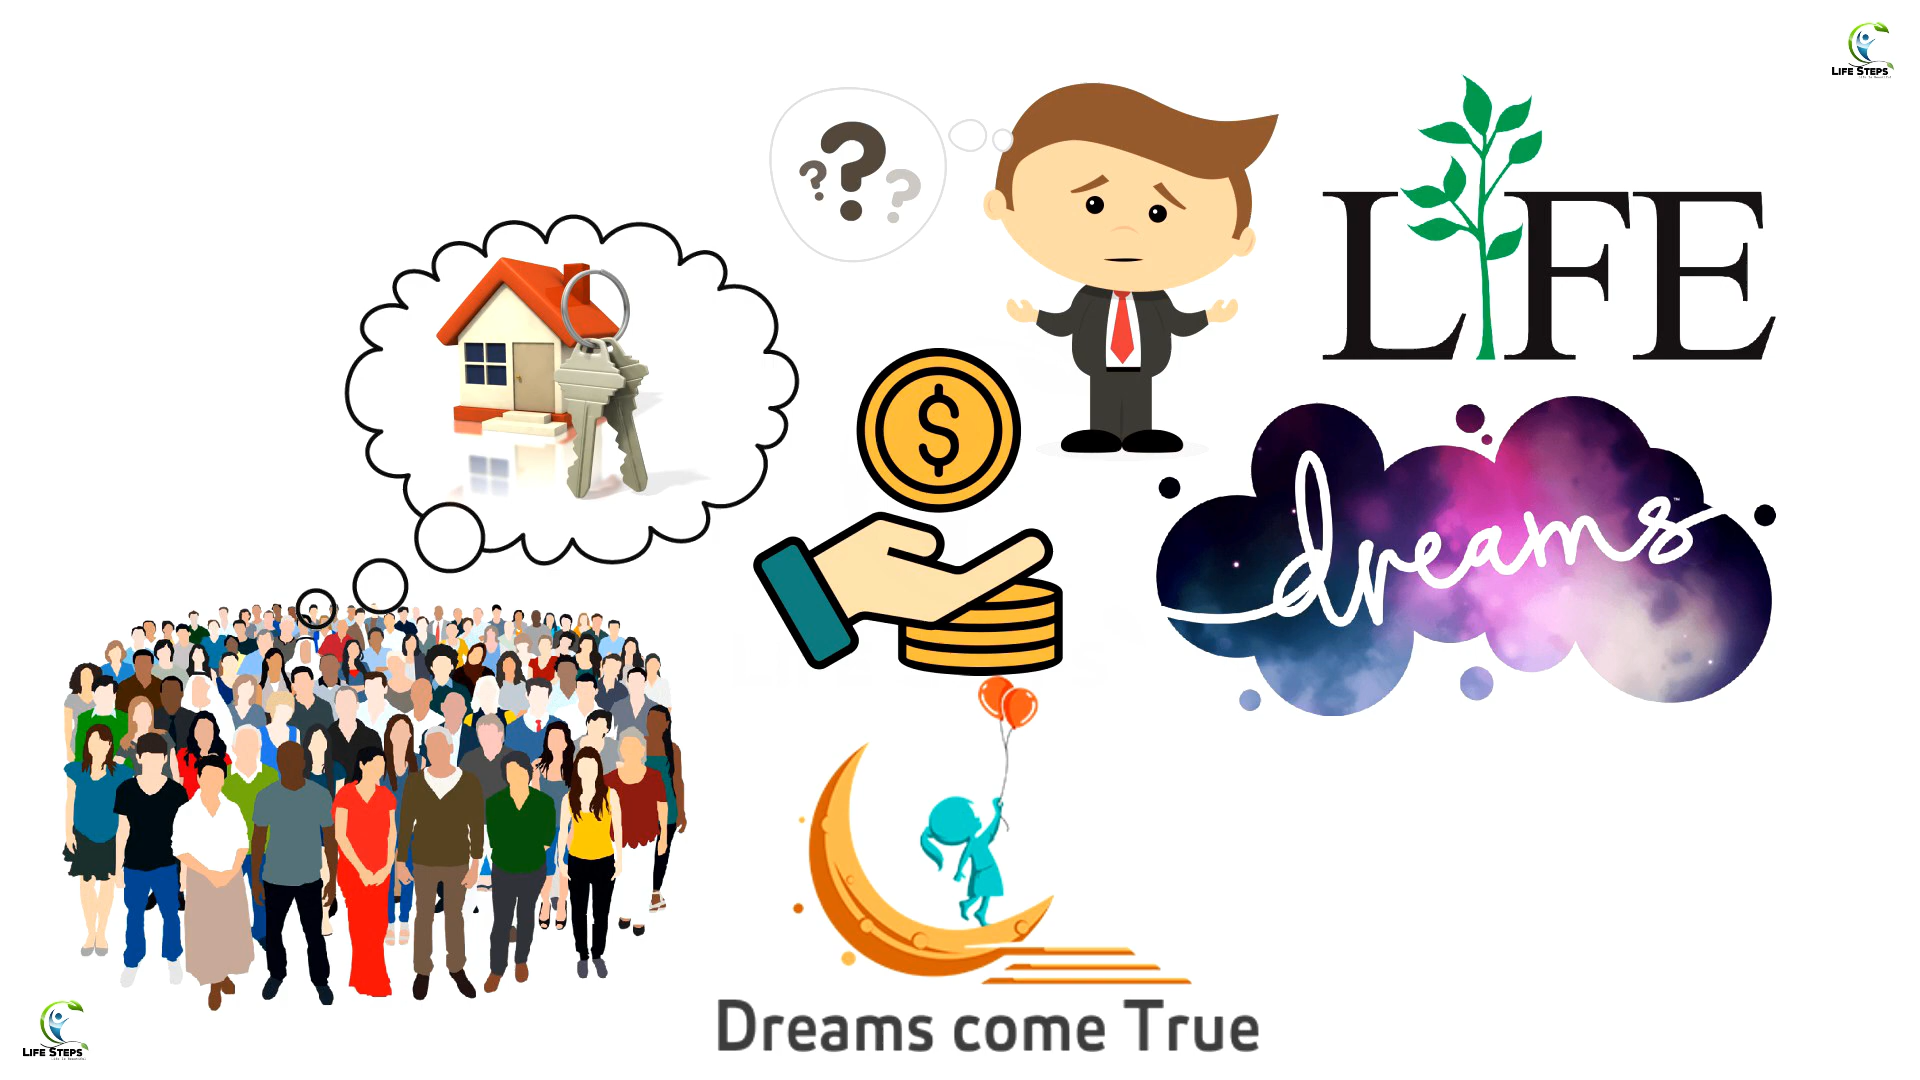 LIFE STEPS
? ? ?
LIFE
$
dreams
Dreams come True
LIFE STEPS